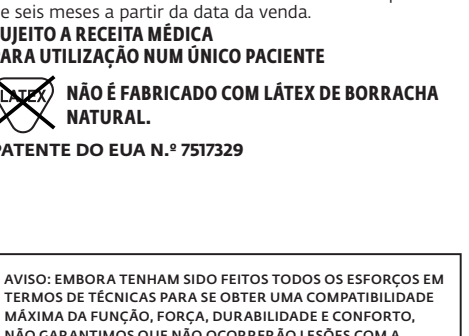 e seis meses a partir da data da venda.
UJEITO A RECEITA MÉDICA
ARA UTILIZAÇÃO NUM ÚNICO PACIENTE
LATEX
NÃO É FABRICADO COM LÁTEX DE BORRACHA
NATURAL.
PATENTE DO EUA N.º 7517329
AVISO: EMBORA TENHAM SIDO FEITOS TODOS OS ESFORÇOS EM
TERMOS DE TÉCNICAS PARA SE OBTER UMA COMPATIBILIDADE
MÁXIMA DA FUNÇÃO, FORÇA, DURABILIDADE E CONFORTO,
NÃO GARANTIMOS QUE NÃO OCORRERÃO LESÕES COM A